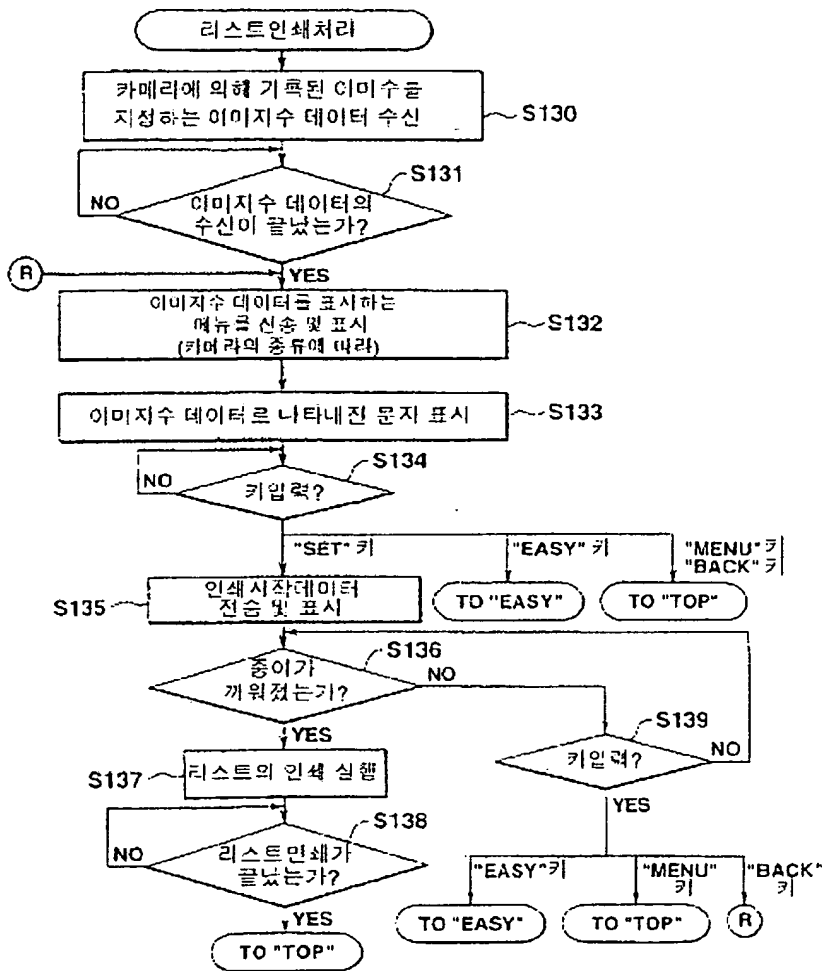 리스트인쇄처리
카메라에 의해 기록된 이미수를
지정하는 이미지수 데이터 수신
S130
S131
NO
이미지수 데이터의
수신이 끝났는가?
R
YES
이미지수 데이터를 표시하는
메뉴를 전송 및 표시
(카메라의 종류에 따라)
S132
이미지수 데이터로 나타내진 문자 표시
S133
S134
NO
키입력?
"SET" 키
"EASY" 키
"MENU" 키
"BACK" 키
S135
인쇄시작데이터
전송 및 표시
TO "EASY"
TO "TOP"
S136
종이가
끼워졌는가?
NO
YES
S139
키입력?
NO
YES
S137
리스트의 인쇄 실행
S138
NO
리스트인쇄가
끝났는가?
YES
TO "TOP"
"EASY"키
"MENU"
키
"BACK"
키
TO "EASY"
TO "TOP"
R